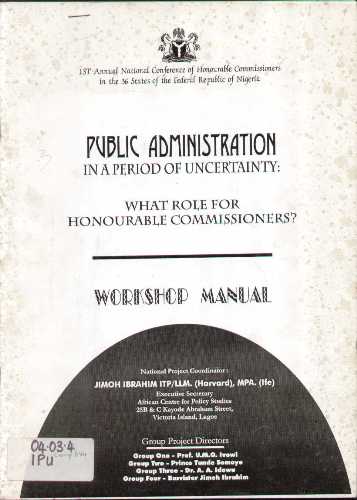 1ST Annual National Conference of Honourable Commissioners
in the 36 States of the Federal Republic of Nigeria
PUBLIC ADMINISTRATION
IN A PERIOD OF UNCERTAINTY:
WHAT ROLE FOR
HONOURABLE COMMISSIONERS?
WORKSHOP MANUAL
National Project Coordinator:
JIMOH IBRAHIM ITP/LLM. (Harvard), MPA. (Ife)
Executive Secretary
African Centre for Policy Studies
25B & C Kayode Abraham Street,
Victoria Island, Lagos
Group Project Directors
Group One - Prof. U.M.O. Ivowi
Group Two - Prince Tunde Somoye
Group Three - Dr. A. A. Idowu
Group Four - Barrister Jimoh Ibrahim
04.03.4
1Pu